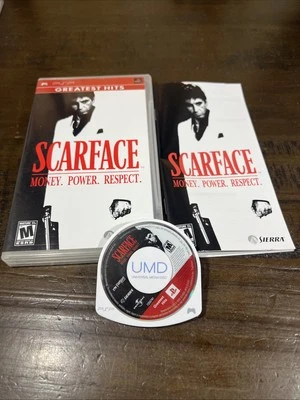 PSP
GREATEST HITS
SCARFACE
MONEY. POWER. RESPECT.
M
SCARFACE
MONEY. POWER. RESPECT.
SIERRA
SCARFACE
UMD